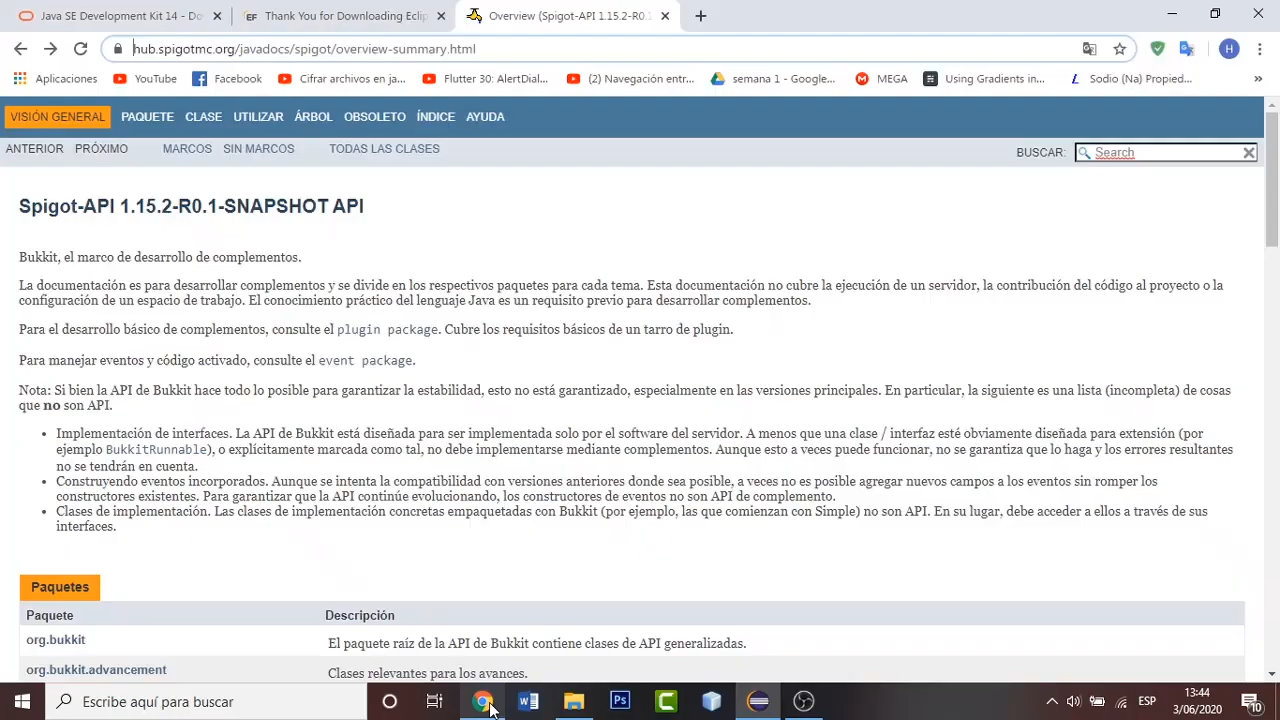 Java SE Development Kit 14 - Do
Thank You for Downloading Eclip
Overview (Spigot-API 1.15.2-R0.1
hub.spigotmc.org/javadocs/spigot/overview-summary.html
H
Aplicaciones YouTube Facebook Cifrar archivos en ja... Flutter 30: AlertDial... (2) Navegación entr... semana 1 - Google... MEGA Using Gradients in... Sodio (Na) Propied... »
VISIÓN GENERAL PAQUETE CLASE UTILIZAR ÁRBOL OBSOLETO ÍNDICE AYUDA
ANTERIOR PRÓXIMO MARCOS SIN MARCOS TODAS LAS CLASES BUSCAR: Search
Spigot-API 1.15.2-R0.1-SNAPSHOT API
Bukkit, el marco de desarrollo de complementos.
La documentación es para desarrollar complementos y se divide en los respectivos paquetes para cada tema. Esta documentación no cubre la ejecución de un servidor, la contribución del código al proyecto o la
configuración de un espacio de trabajo. El conocimiento práctico del lenguaje Java es un requisito previo para desarrollar complementos.
Para el desarrollo básico de complementos, consulte el plugin package. Cubre los requisitos básicos de un tarro de plugin.
Para manejar eventos y código activado, consulte el event package.
Nota: Si bien la API de Bukkit hace todo lo posible para garantizar la estabilidad, esto no está garantizado, especialmente en las versiones principales. En particular, la siguiente es una lista (incompleta) de cosas
que no son API.
• Implementación de interfaces. La API de Bukkit está diseñada para ser implementada solo por el software del servidor. A menos que una clase / interfaz esté obviamente diseñada para extensión (por
ejemplo BukkitRunnable), o explícitamente marcada como tal, no debe implementarse mediante complementos. Aunque esto a veces puede funcionar, no se garantiza que lo haga y los errores resultantes
no se tendrán en cuenta.
• Construyendo eventos incorporados. Aunque se intenta la compatibilidad con versiones anteriores donde sea posible, a veces no es posible agregar nuevos campos a los eventos sin romper los
constructores existentes. Para garantizar que la API continúe evolucionando, los constructores de eventos no son API de complemento.
• Clases de implementación. Las clases de implementación concretas empaquetadas con Bukkit (por ejemplo, las que comienzan con Simple) no son API. En su lugar, debe acceder a ellos a través de sus
interfaces.
Paquetes
Paquete Descripción
org.bukkit El paquete raíz de la API de Bukkit contiene clases de API generalizadas.
org.bukkit.advancement Clases relevantes para los avances.
Escribe aquí para buscar
Ps
ESP
13:44
3/06/2020
10